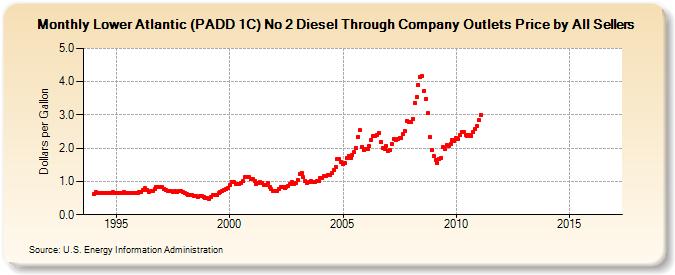 Monthly Lower Atlantic (PADD 1C) No 2 Diesel Through Company Outlets Price by All Sellers
Dollars per Gallon
5.0
4.0
3.0
2.0
1.0
0.0
1995 2000 2005 2010 2015
Source: U.S. Energy Information Administration